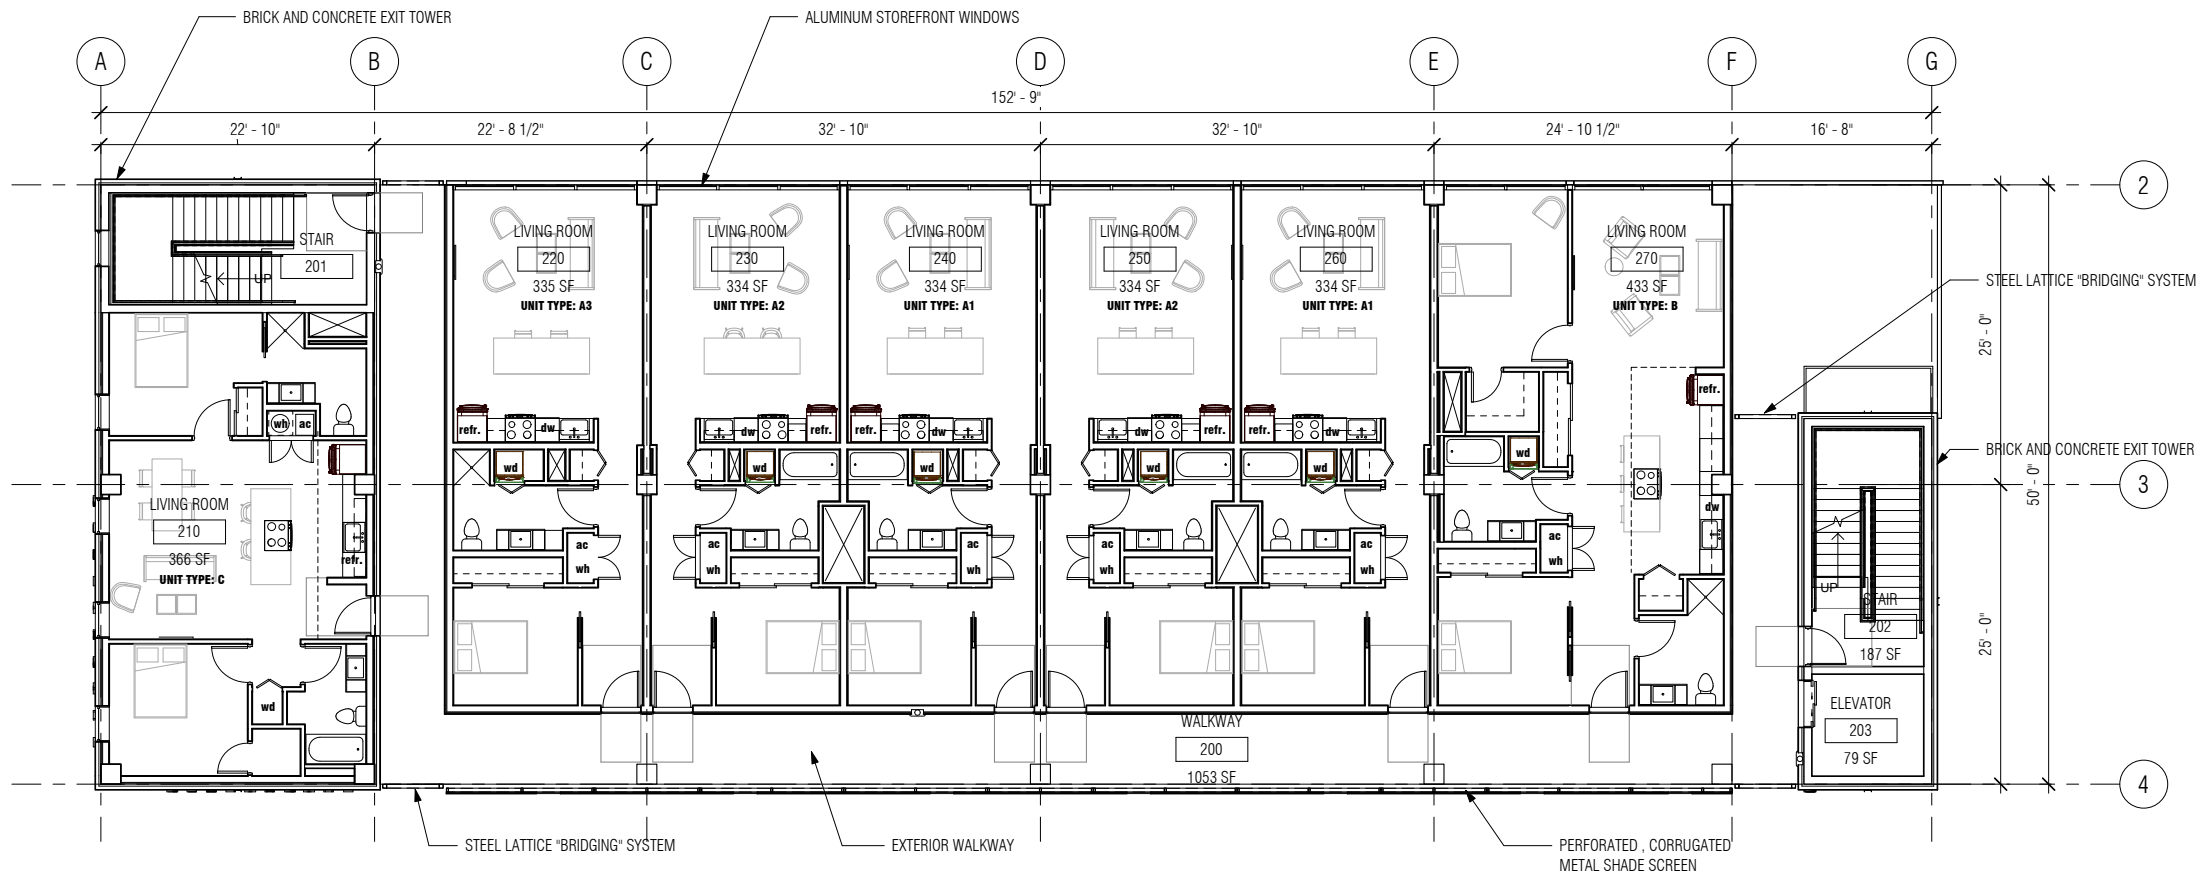 BRICK AND CONCRETE EXIT TOWER
ALUMINUM STOREFRONT WINDOWS
A
B
C
D
E
F
G
152' - 9"
22' - 10"
22' - 8 1/2"
32' - 10"
32' - 10"
24' - 10 1/2"
16' - 8"
2
STAIR
201
UP
LIVING ROOM
220
335 SF
UNIT TYPE: A3
LIVING ROOM
230
334 SF
UNIT TYPE: A2
LIVING ROOM
240
334 SF
UNIT TYPE: A1
LIVING ROOM
250
334 SF
UNIT TYPE: A2
LIVING ROOM
260
334 SF
UNIT TYPE: A1
LIVING ROOM
270
433 SF
UNIT TYPE: B
STEEL LATTICE "BRIDGING" SYSTEM
25' - 0"
50' - 0"
refr.
wh
ac
refr.
dw
dw
refr.
refr.
dw
dw
refr.
refr.
dw
BRICK AND CONCRETE EXIT TOWER
wd
wd
wd
wd
wd
wd
3
LIVING ROOM
210
366 SF
UNIT TYPE: C
refr.
dw
ac
wh
ac
wh
ac
wh
ac
wh
ac
wh
ac
wh
UP
STAIR
202
187 SF
25' - 0"
wd
ELEVATOR
203
79 SF
WALKWAY
200
1053 SF
4
STEEL LATTICE "BRIDGING" SYSTEM
EXTERIOR WALKWAY
PERFORATED , CORRUGATED
METAL SHADE SCREEN